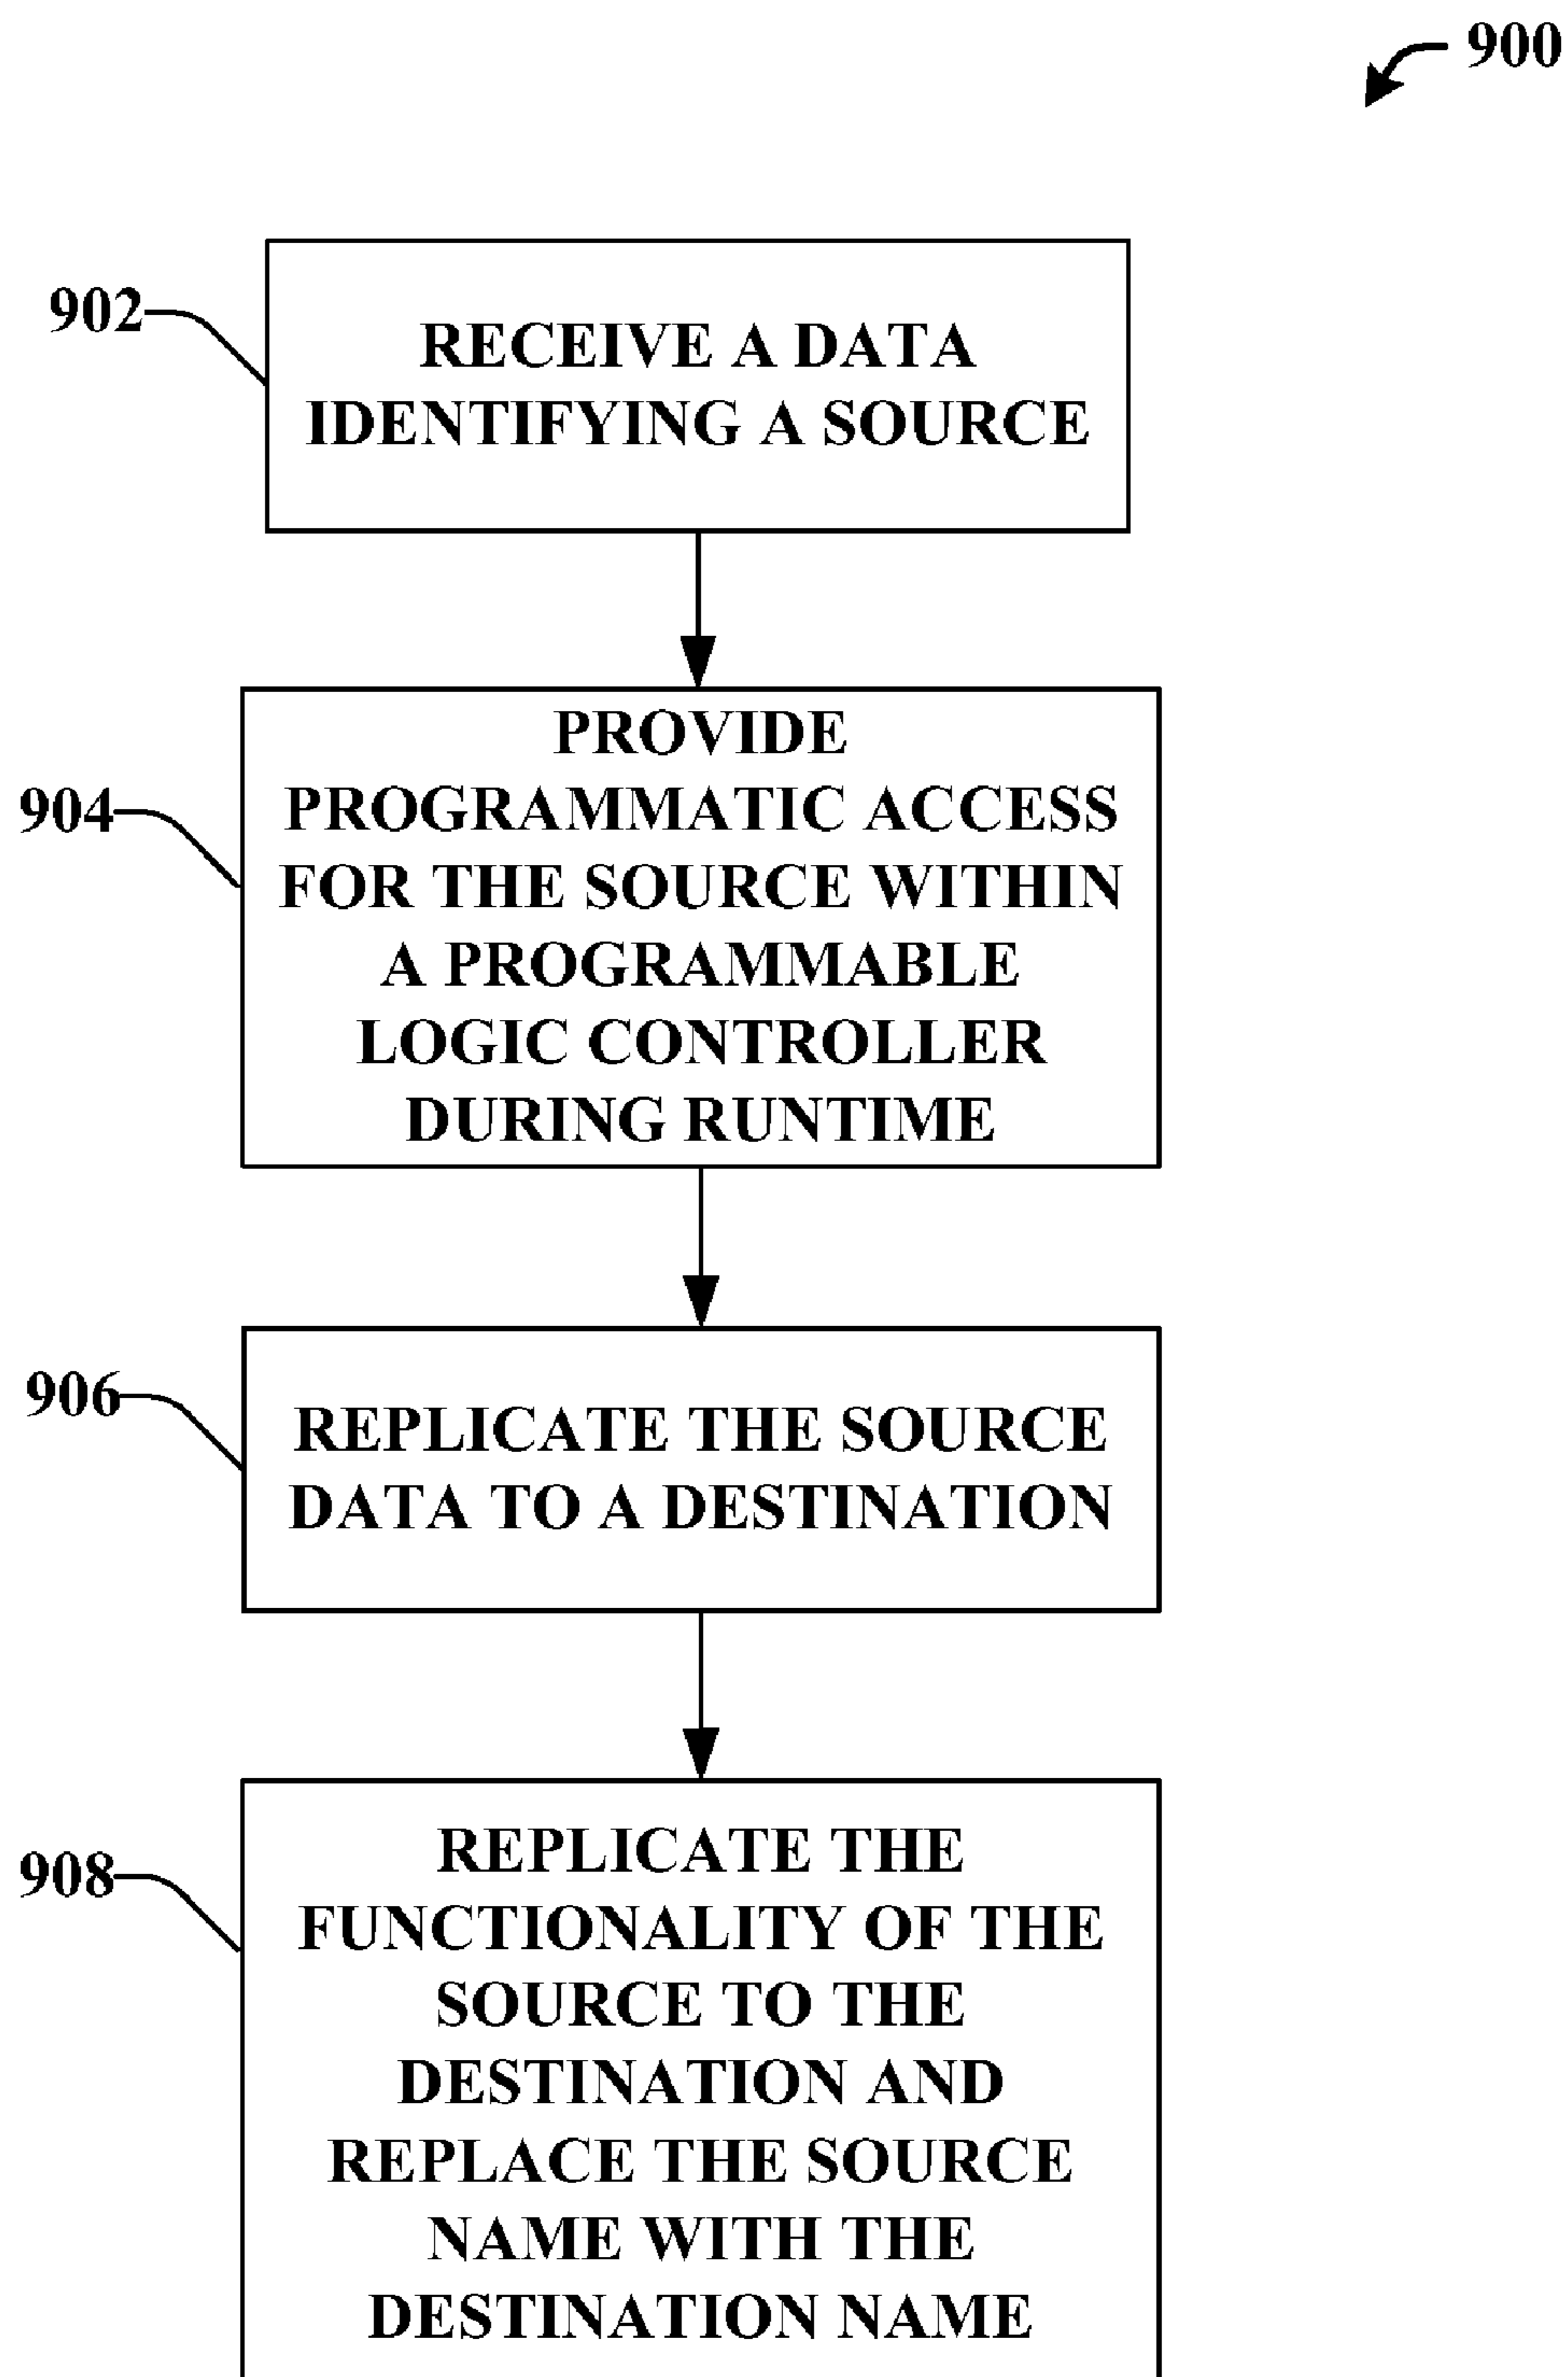 900
902
RECEIVE A DATA
IDENTIFYING A SOURCE
904
PROVIDE
PROGRAMMATIC ACCESS
FOR THE SOURCE WITHIN
A PROGRAMMABLE
LOGIC CONTROLLER
DURING RUNTIME
906
REPLICATE THE SOURCE
DATA TO A DESTINATION
908
REPLICATE THE
FUNCTIONALITY OF THE
SOURCE TO THE
DESTINATION AND
REPLACE THE SOURCE
NAME WITH THE
DESTINATION NAME